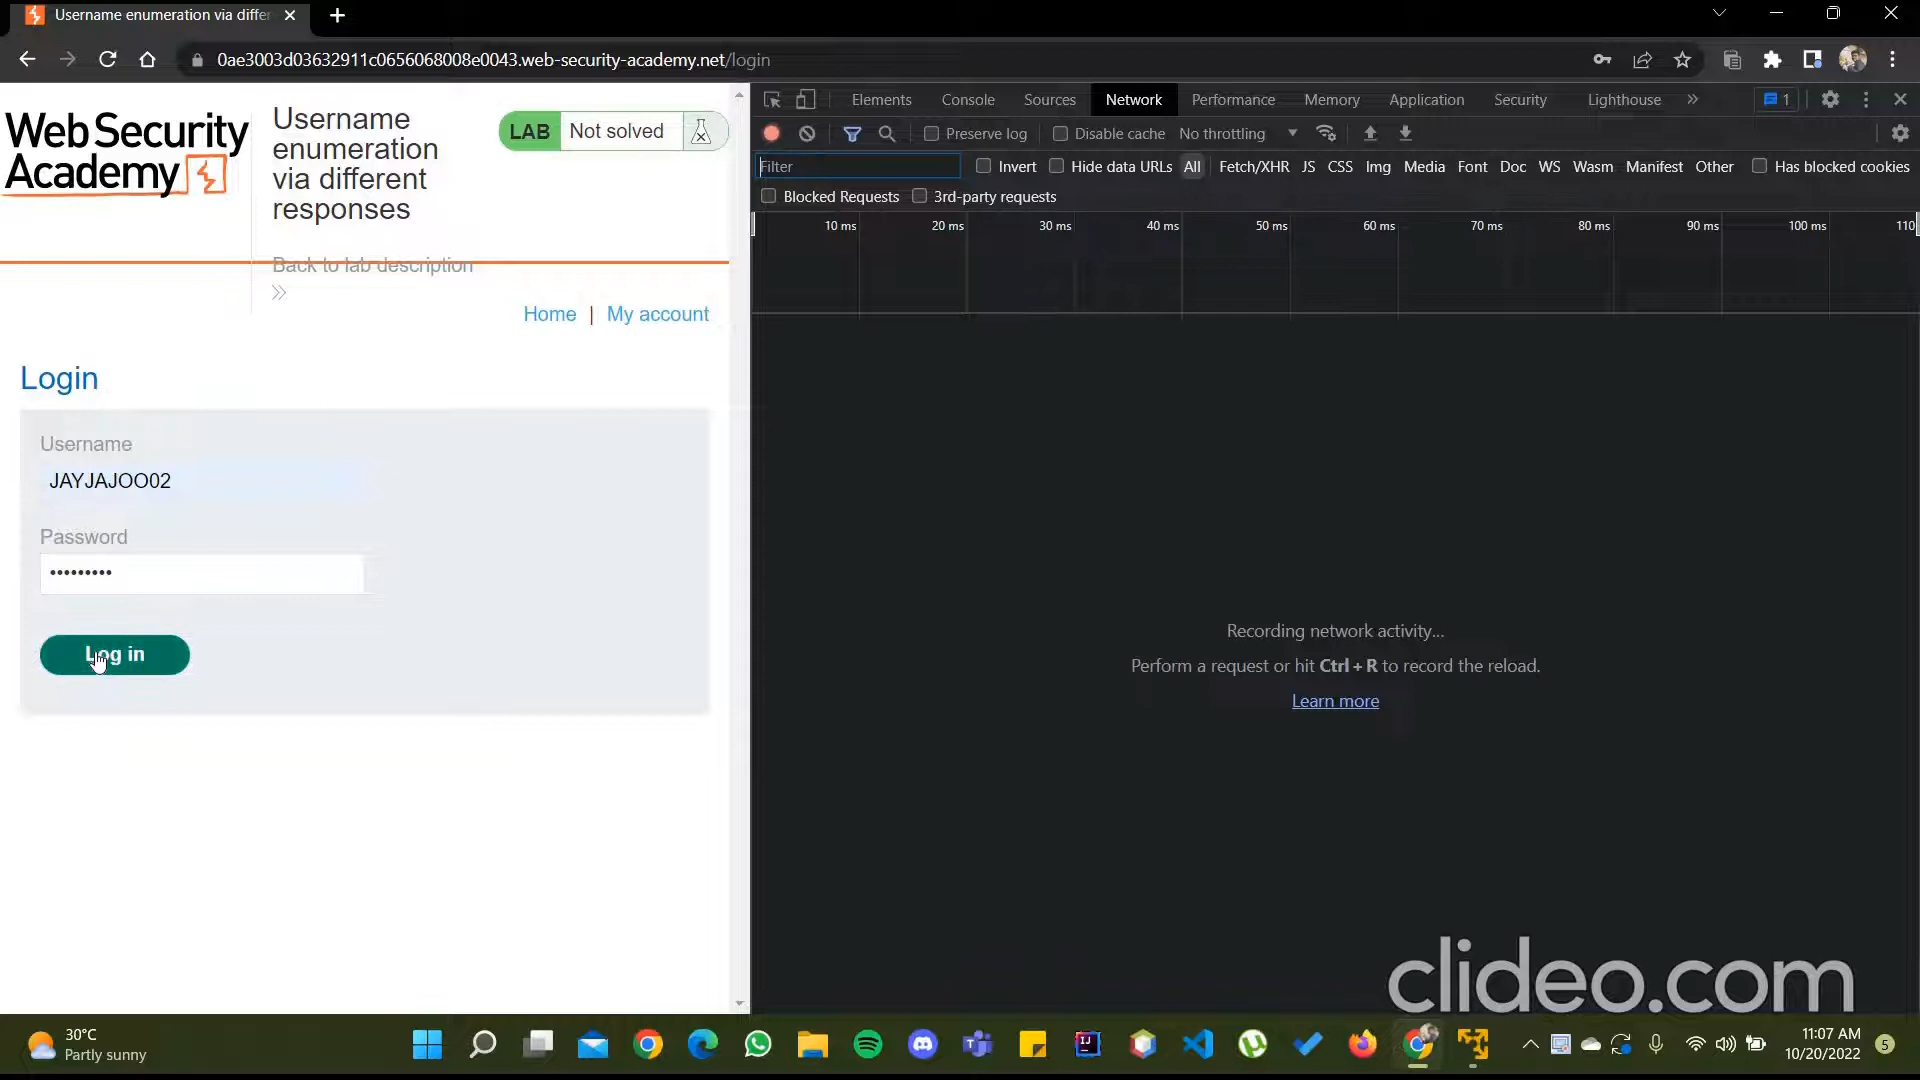 Username enumeration via differ
0ae3003d03632911c0656068008e0043.web-security-academy.net/login
WebSecurity
Academy
Username
enumeration
via different
responses
LAB Not solved
Back to lab description
Home | My account
Login
Username
JAYJAJOO02
Password
•••••••••
Log in
Elements Console Sources Network Performance Memory Application Security Lighthouse 1
Preserve log Disable cache No throttling
Filter Invert Hide data URLs All Fetch/XHR JS CSS Img Media Font Doc WS Wasm Manifest Other Has blocked cookies
Blocked Requests 3rd-party requests
10 ms 20 ms 30 ms 40 ms 50 ms 60 ms 70 ms 80 ms 90 ms 100 ms 110
Recording network activity...
Perform a request or hit Ctrl + R to record the reload.
Learn more
clideo.com
30°C
Partly sunny
11:07 AM
10/20/2022
5